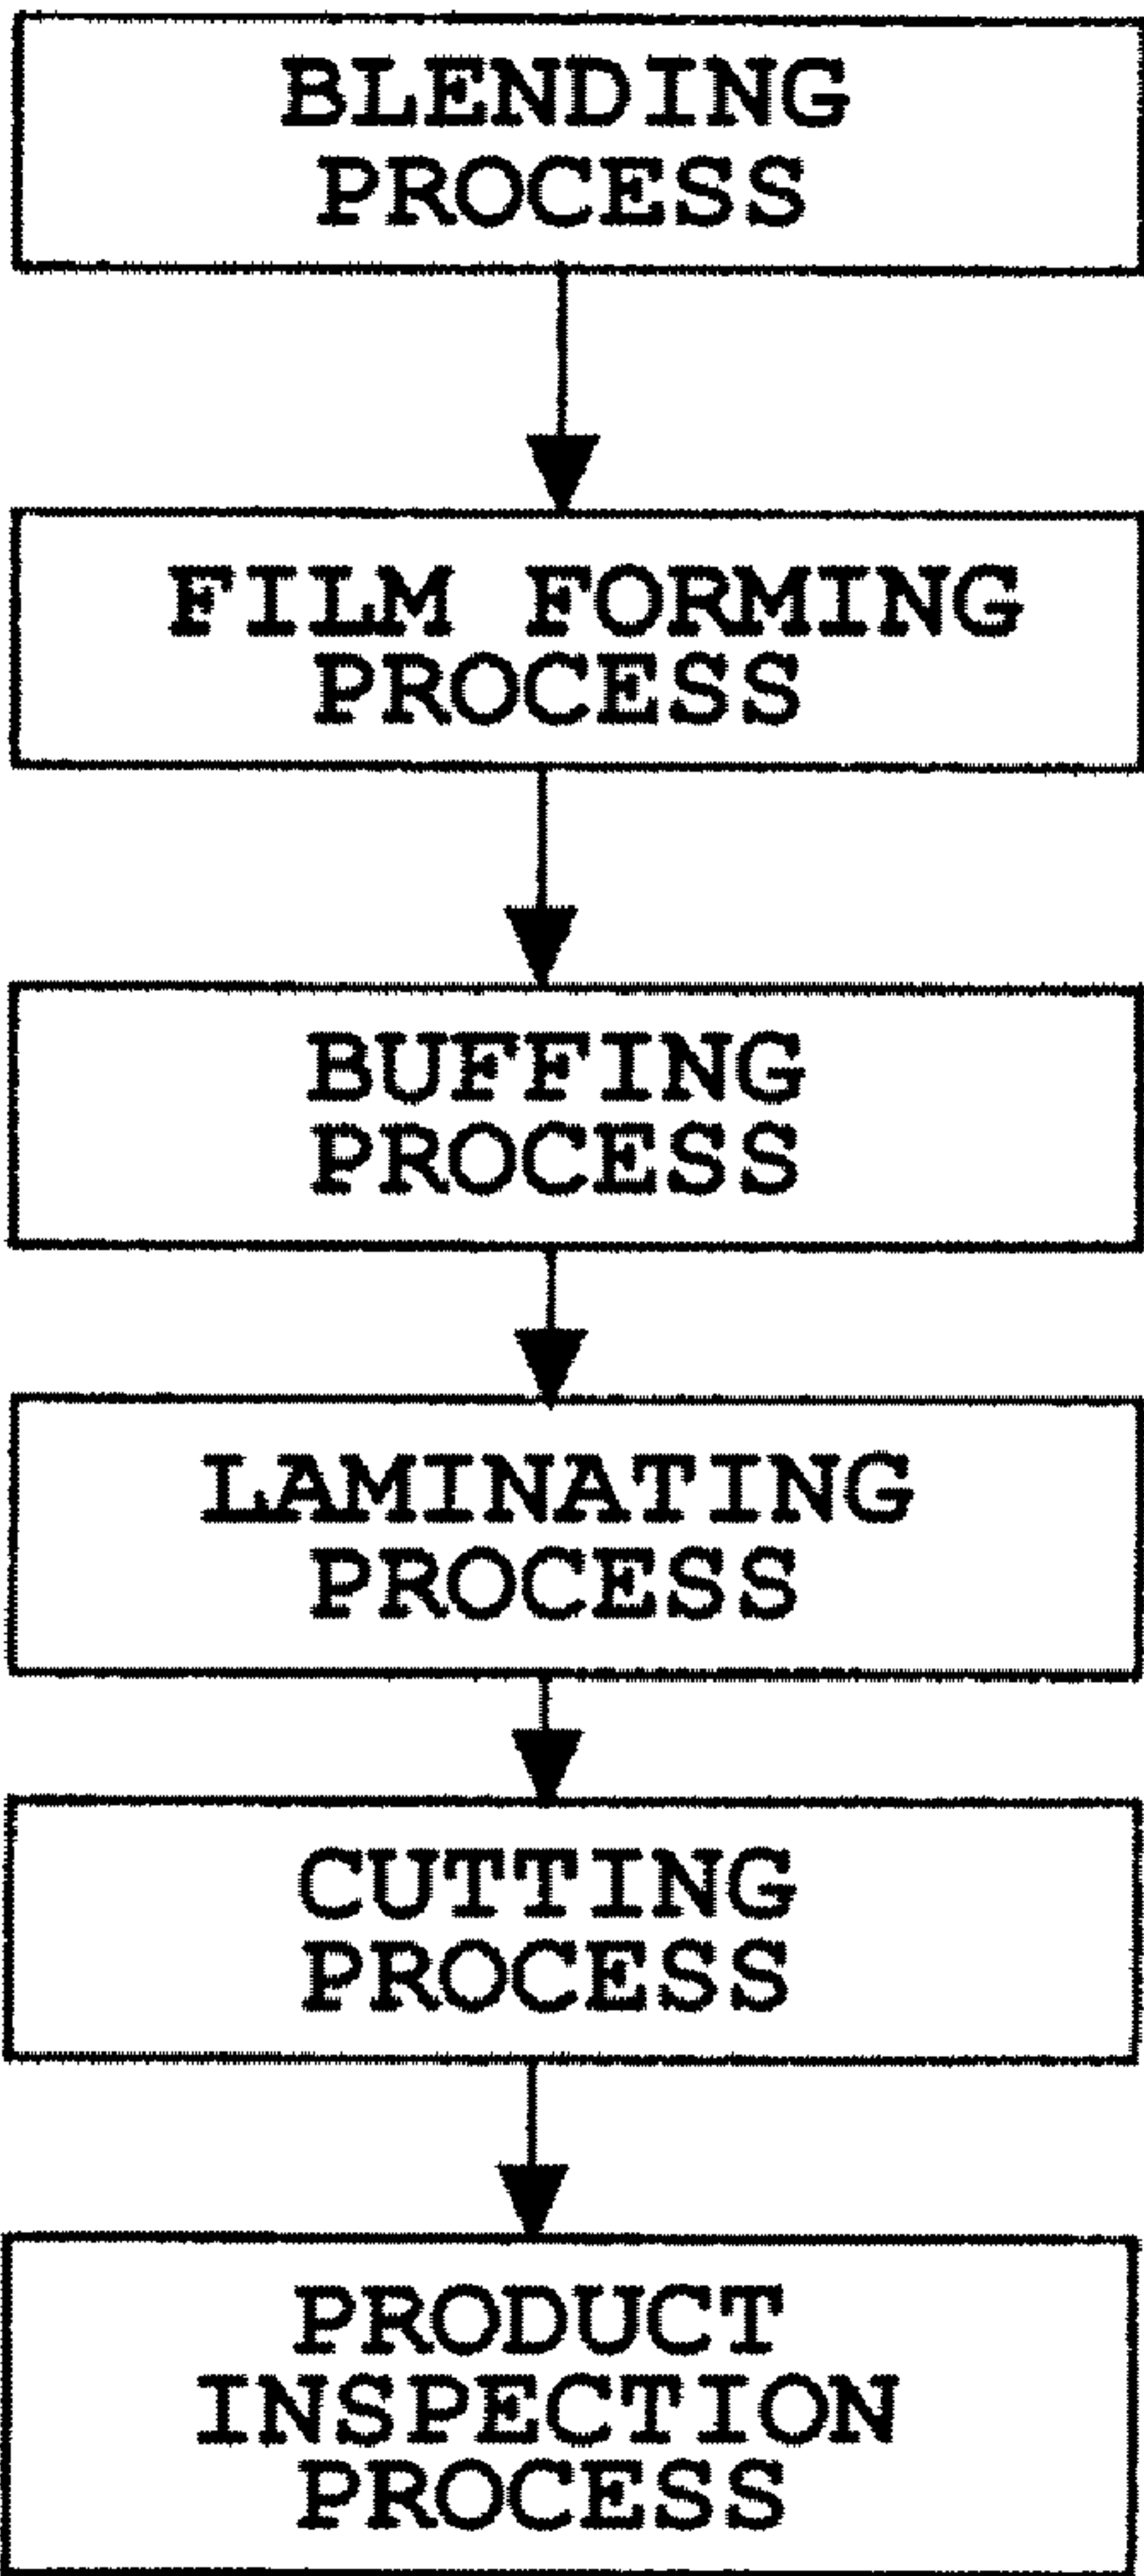 BLENDING
PROCESS
FILM FORMING
PROCESS
BUFFING
PROCESS
LAMINATING
PROCESS
CUTTING
PROCESS
PRODUCT
INSPECTION
PROCESS